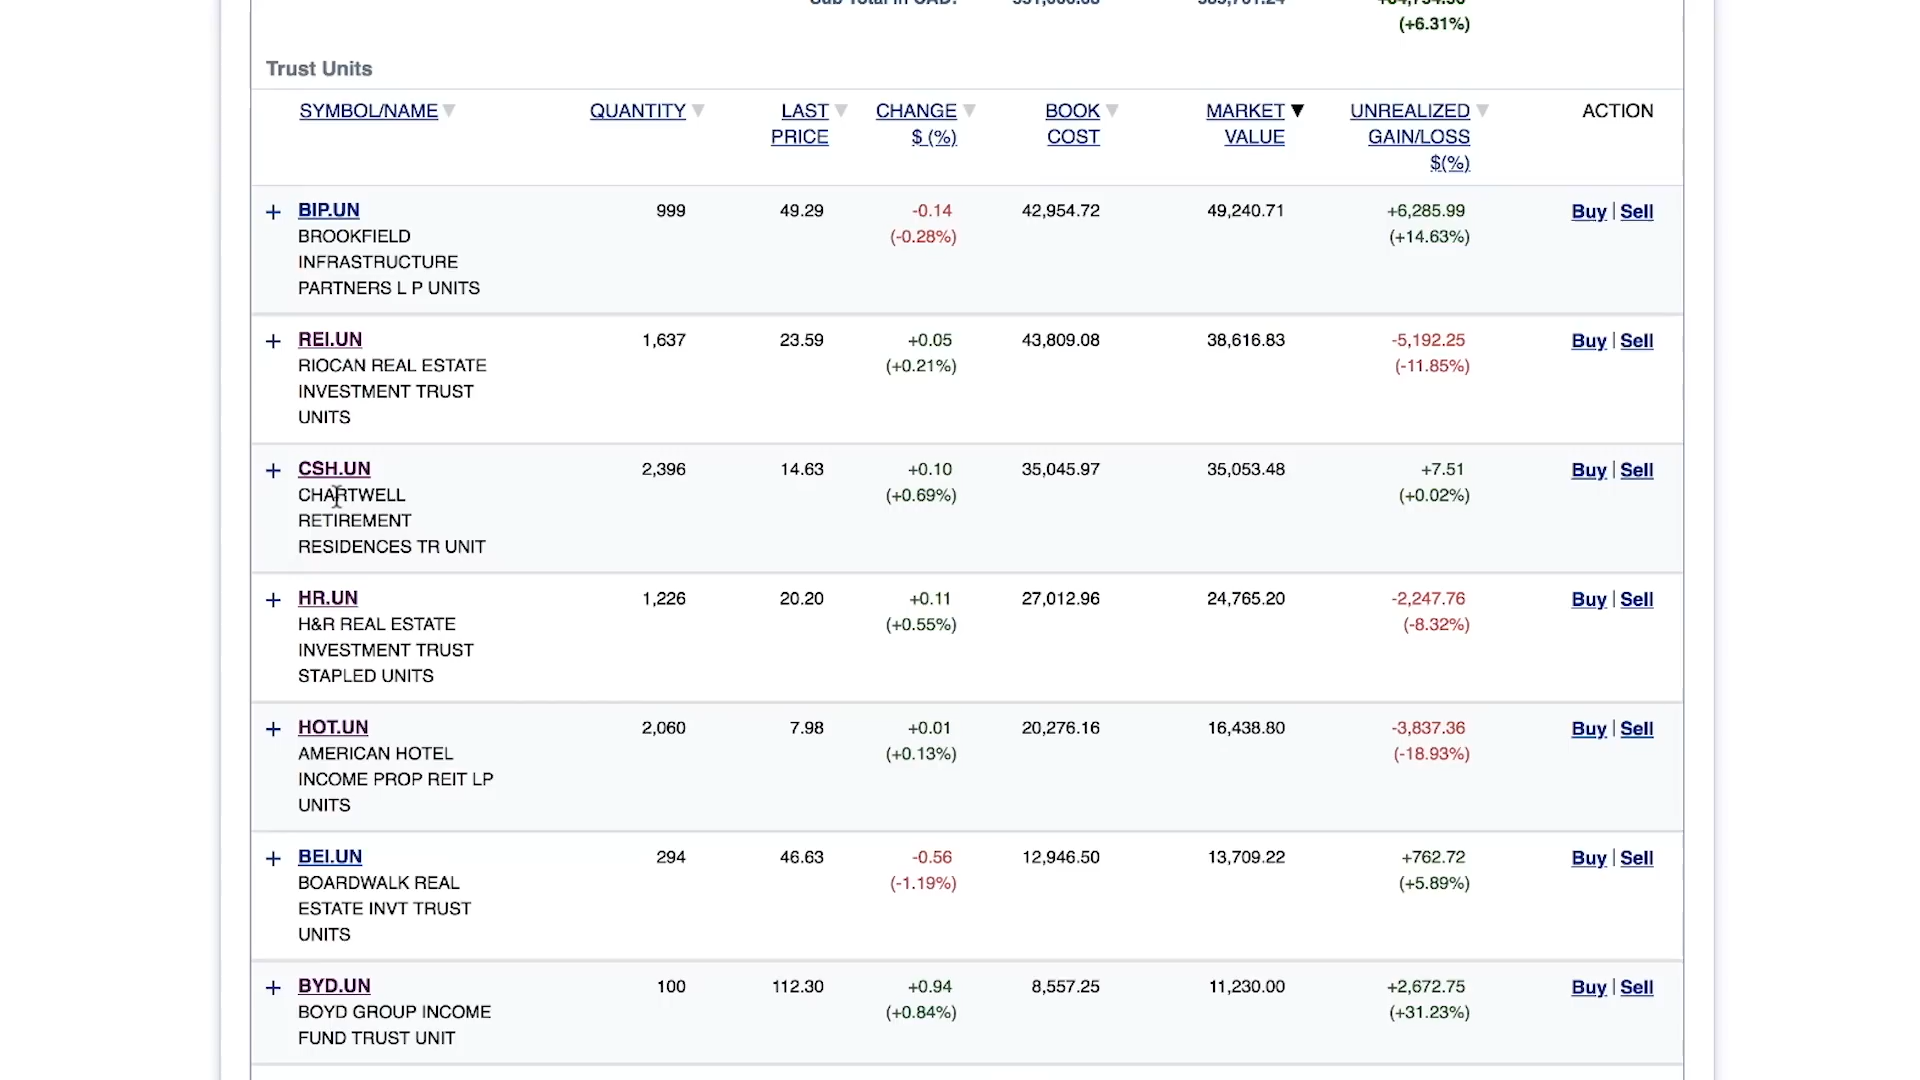 (+6.31%)
Trust Units
SYMBOL/NAME QUANTITY LAST PRICE CHANGE $ (%) BOOK COST MARKET VALUE UNREALIZED GAIN/LOSS $(%) ACTION
+ BIP.UN 999 49.29 -0.14 42,954.72 49,240.71 +6,285.99 Buy | Sell
BROOKFIELD (-0.28%) (+14.63%)
INFRASTRUCTURE
PARTNERS L P UNITS
+ REI.UN 1,637 23.59 +0.05 43,809.08 38,616.83 -5,192.25 Buy | Sell
RIOCAN REAL ESTATE (+0.21%) (-11.85%)
INVESTMENT TRUST
UNITS
+ CSH.UN 2,396 14.63 +0.10 35,045.97 35,053.48 +7.51 Buy | Sell
CHARTWELL (+0.69%) (+0.02%)
RETIREMENT
RESIDENCES TR UNIT
+ HR.UN 1,226 20.20 +0.11 27,012.96 24,765.20 -2,247.76 Buy | Sell
H&R REAL ESTATE (+0.55%) (-8.32%)
INVESTMENT TRUST
STAPLED UNITS
+ HOT.UN 2,060 7.98 +0.01 20,276.16 16,438.80 -3,837.36 Buy | Sell
AMERICAN HOTEL (+0.13%) (-18.93%)
INCOME PROP REIT LP
UNITS
+ BEI.UN 294 46.63 -0.56 12,946.50 13,709.22 +762.72 Buy | Sell
BOARDWALK REAL (-1.19%) (+5.89%)
ESTATE INVT TRUST
UNITS
+ BYD.UN 100 112.30 +0.94 8,557.25 11,230.00 +2,672.75 Buy | Sell
BOYD GROUP INCOME (+0.84%) (+31.23%)
FUND TRUST UNIT